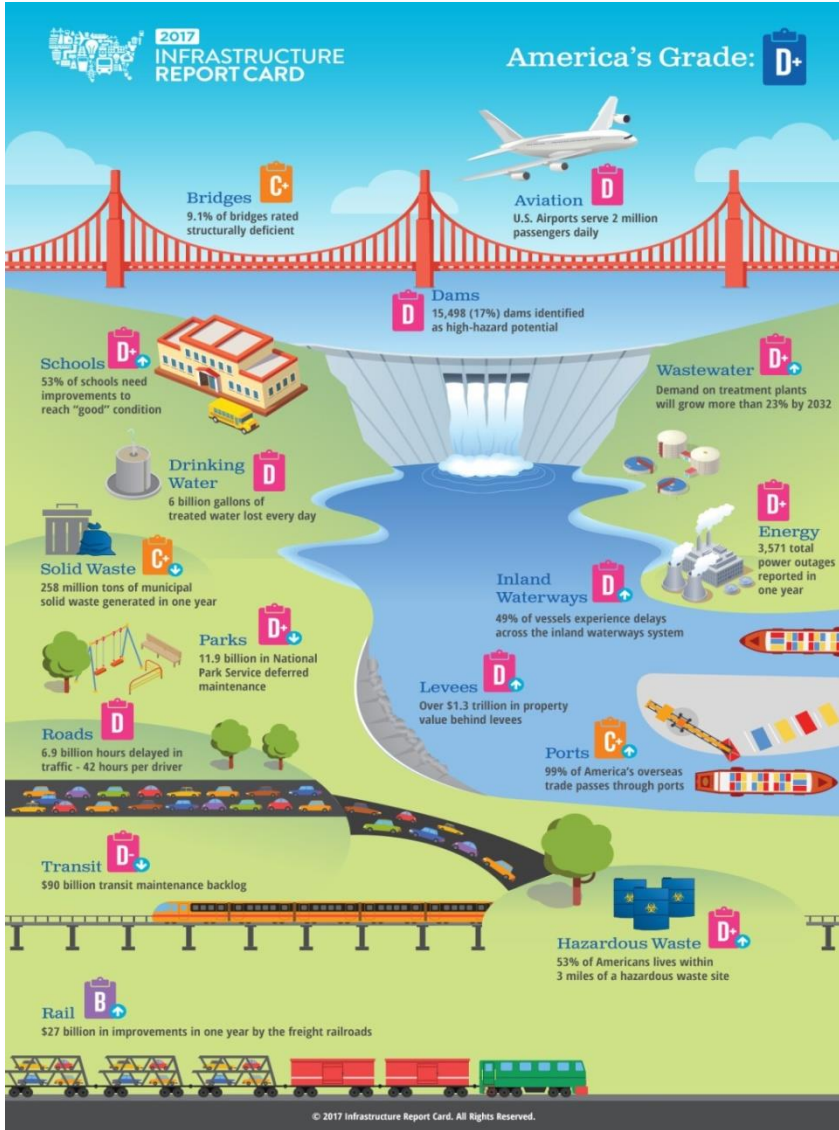 2017
INFRASTRUCTURE
REPORT CARD
America's Grade: D+
Bridges C+
9.1% of bridges rated
structurally deficient
Aviation D
U.S. Airports serve 2 million
passengers daily
D Dams
15,498 (17%) dams identified
as high-hazard potential
Schools D+
53% of schools need
improvements to
reach “good” condition
Wastewater D+
Demand on treatment plants
will grow more than 23% by 2032
Drinking
Water D
6 billion gallons of
treated water lost every day
D+
Energy
3,571 total
power outages
reported in
one year
Solid Waste C+
258 million tons of municipal
solid waste generated in one year
Inland
Waterways D
49% of vessels experience delays
across the inland waterways system
Parks D+
11.9 billion in National
Park Service deferred
maintenance
Levees D
Over $1.3 trillion in property
value behind levees
Roads D
6.9 billion hours delayed in
traffic - 42 hours per driver
Ports C+
99% of America's overseas
trade passes through ports
Transit D-
$90 billion transit maintenance backlog
Hazardous Waste D+
53% of Americans lives within
3 miles of a hazardous waste site
Rail B
$27 billion in improvements in one year by the freight railroads
© 2017 Infrastructure Report Card. All Rights Reserved.